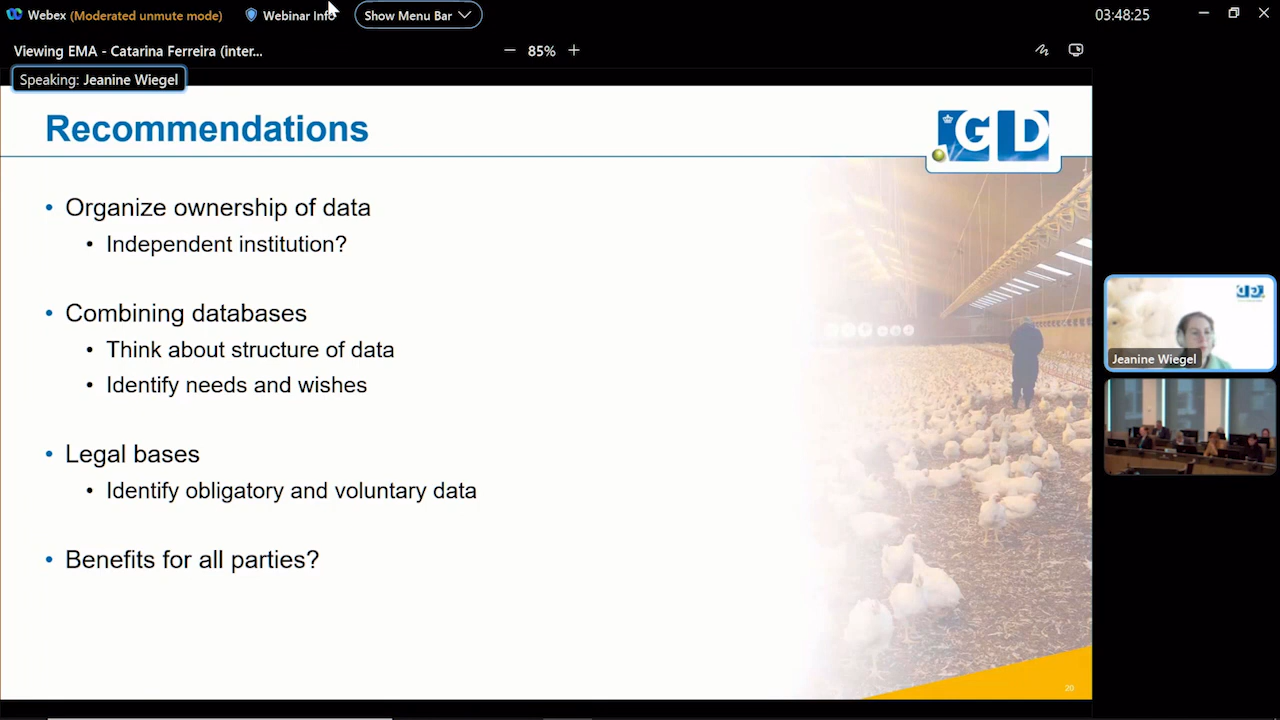 Webex (Moderated unmute mode) Webinar Info Show Menu Bar 03:48:25
Viewing EMA - Catarina Ferreira (inter... 85%
Speaking: Jeanine Wiegel
Recommendations
GD
• Organize ownership of data
• Independent institution?
• Combining databases
• Think about structure of data
• Identify needs and wishes
• Legal bases
• Identify obligatory and voluntary data
• Benefits for all parties?
20
Jeanine Wiegel